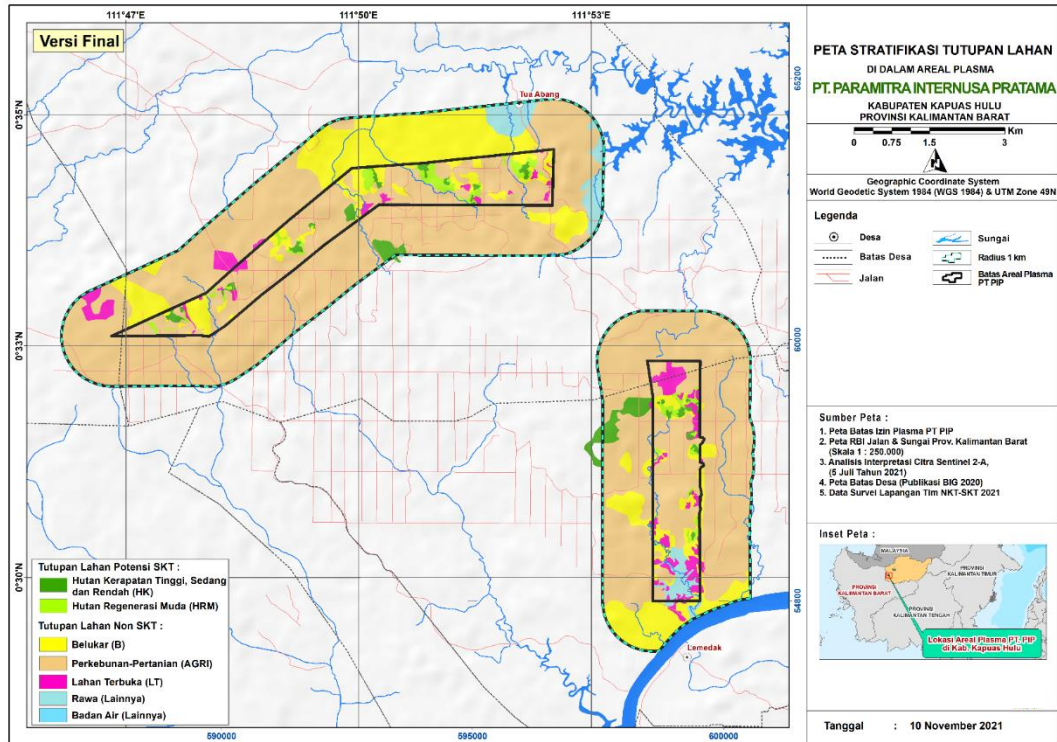 111°47'E
111°50'E
111°53'E
Versi Final
0°35'N
0°33'N
0°30'N
Tua Abang
Lemedak
65200
60000
54800
590000
595000
600000
Tutupan Lahan Potensi SKT :
Hutan Kerapatan Tinggi, Sedang
dan Rendah (HK)
Hutan Regenerasi Muda (HRM)
Tutupan Lahan Non SKT :
Belukar (B)
Perkebunan-Pertanian (AGRI)
Lahan Terbuka (LT)
Rawa (Lainnya)
Badan Air (Lainnya)
PETA STRATIFIKASI TUTUPAN LAHAN
DI DALAM AREAL PLASMA
PT. PARAMITRA INTERNUSA PRATAMA
KABUPATEN KAPUAS HULU
PROVINSI KALIMANTAN BARAT
Km
0 0.75 1.5 3
Geographic Coordinate System
World Geodetic System 1984 (WGS 1984) & UTM Zone 49N
Legenda
Desa
Batas Desa
Jalan
Sungai
Radius 1 km
Batas Areal Plasma
PT PIP
Sumber Peta :
1. Peta Batas Izin Plasma PT PIP
2. Peta RBI Jalan & Sungai Prov. Kalimantan Barat
(Skala 1 : 250.000)
3. Analisis Interpretasi Citra Sentinel 2-A,
(5 Juli Tahun 2021)
4. Peta Batas Desa (Publikasi BIG 2020)
5. Data Survei Lapangan Tim NKT-SKT 2021
Inset Peta :
MALAYSIA
PROVINSI
KALIMANTAN TIMUR
PROVINSI
KALIMANTAN BARAT
PROVINSI
KALIMANTAN TENGAH
Lokasi Areal Plasma PT. PIP
di Kab. Kapuas Hulu
Tanggal : 10 November 2021